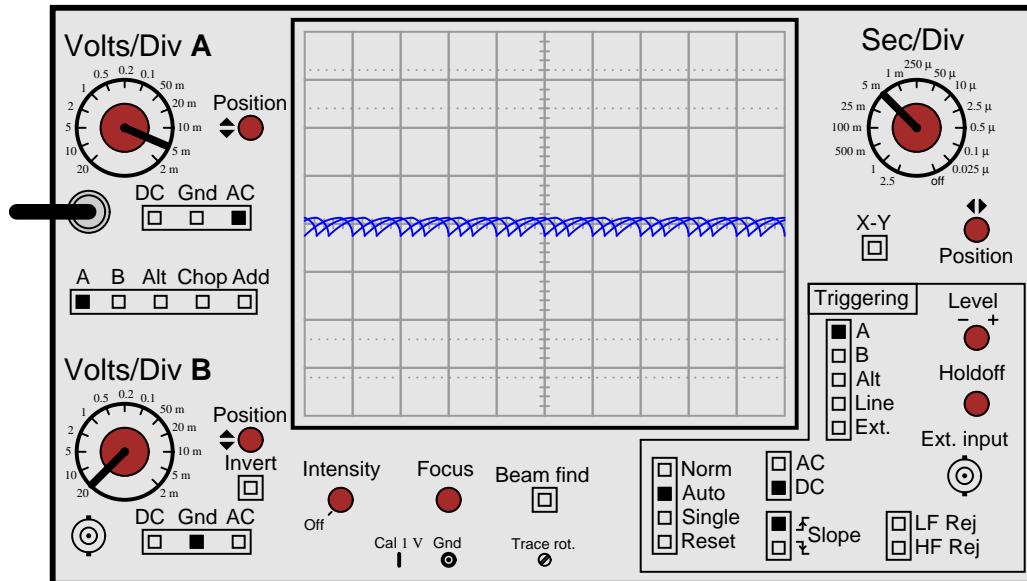 Volts/Div A
0.5 0.2 0.1
1 50 m
2 20 m
5 10 m
10 5 m
20 2 m
Position
DC Gnd AC
A B Alt Chop Add
Volts/Div B
0.5 0.2 0.1
1 50 m
2 20 m
5 10 m
10 5 m
20 2 m
Position
Invert
DC Gnd AC
Intensity
Off
Focus
Beam find
Cal 1 V Gnd
Trace rot.
Sec/Div
250 µ
1 m 50 µ
5 m 10 µ
25 m 2.5 µ
100 m 0.5 µ
500 m 0.1 µ
1 0.025 µ
2.5 off
X-Y
Position
Triggering
A
B
Alt
Line
Ext.
Level
− +
Holdoff
Ext. input
Norm
Auto
Single
Reset
AC
DC
Slope
LF Rej
HF Rej